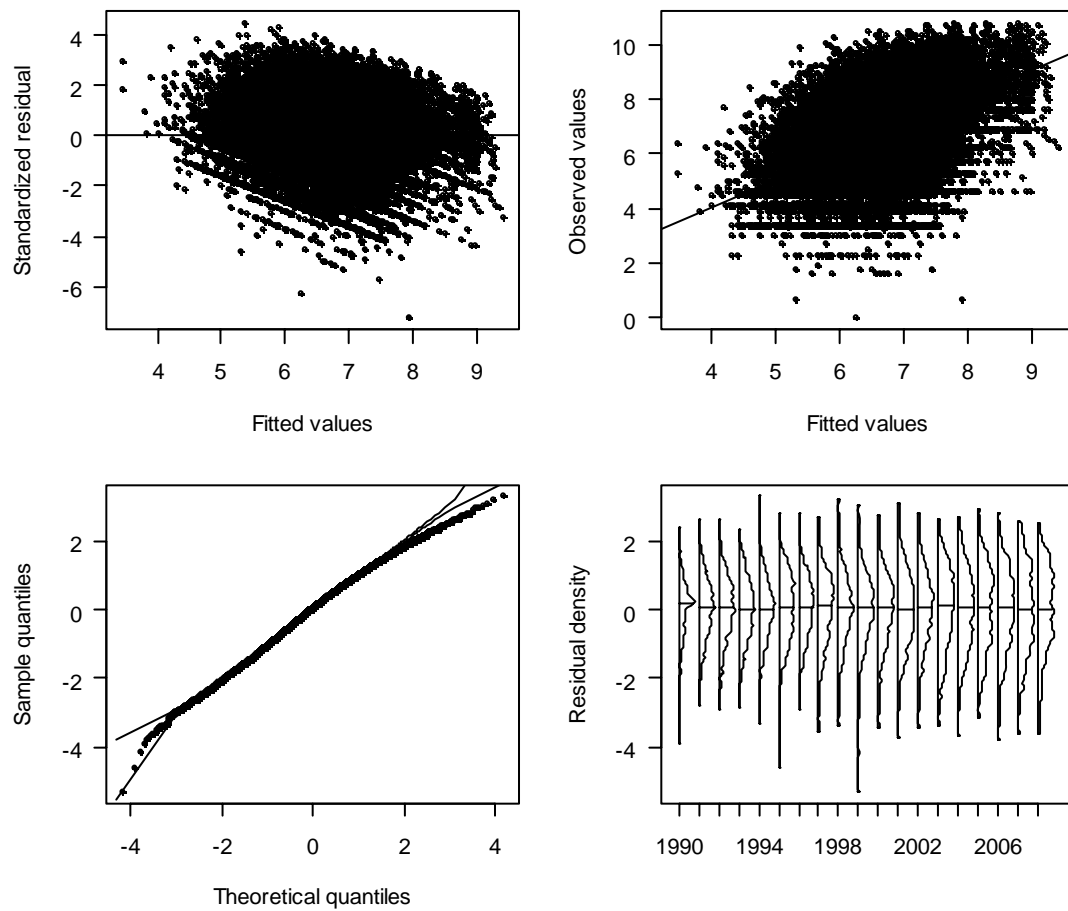 Standardized residual
4
2
0
-2
-4
-6
4 5 6 7 8 9
Fitted values
Observed values
10
8
6
4
2
0
4 5 6 7 8 9
Fitted values
Sample quantiles
2
0
-2
-4
-4 -2 0 2 4
Theoretical quantiles
Residual density
2
0
-2
-4
1990 1994 1998 2002 2006